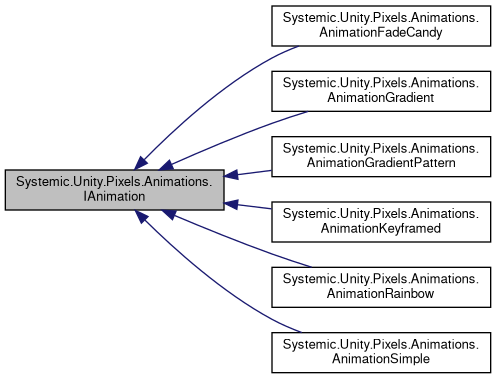 Systemic.Unity.Pixels.Animations.
AnimationFadeCandy
Systemic.Unity.Pixels.Animations.
AnimationGradient
Systemic.Unity.Pixels.Animations.
AnimationGradientPattern
Systemic.Unity.Pixels.Animations.
IAnimation
Systemic.Unity.Pixels.Animations.
AnimationKeyframed
Systemic.Unity.Pixels.Animations.
AnimationRainbow
Systemic.Unity.Pixels.Animations.
AnimationSimple